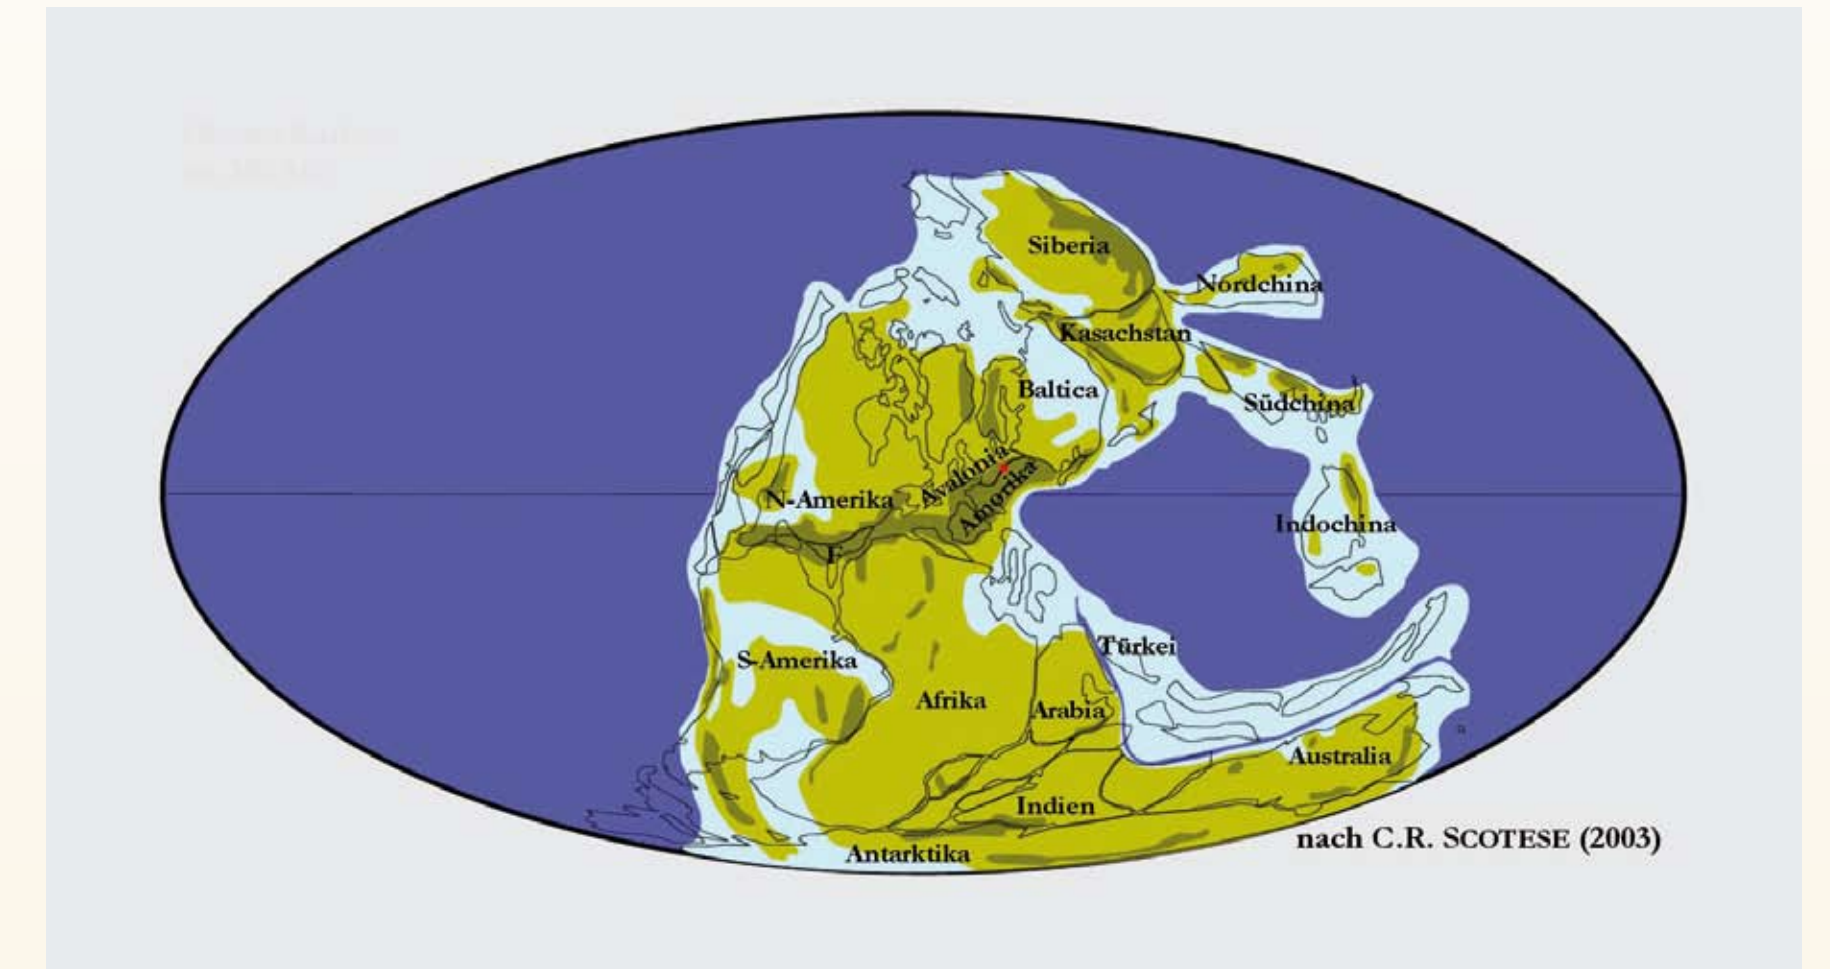 Siberia
Nordchina
Kasachstan
Baltica
Südchina
Avalonia
N-Amerika
Amorika
Indochina
F
Türkei
S-Amerika
Afrika
Arabia
Australia
Indien
nach C.R. SCOTESE (2003)
Antarktika